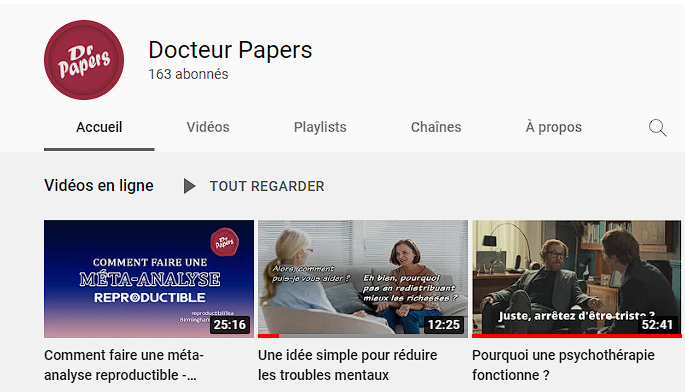 Dr
Papers
Docteur Papers
163 abonnés
Accueil
Vidéos
Playlists
Chaînes
À propos
Vidéos en ligne
TOUT REGARDER
Dr
Papers
COMMENT FAIRE UNE
MÉTA-ANALYSE
REPRODUCTIBLE
25:16
Alors, comment
puis-je vous aider ?
Eh bien, pourquoi
pas en redistribuant
mieux les richesses ?
12:25
Juste, arrêtez d'être triste ?
52:41
Comment faire une méta-
analyse reproductible -...
Une idée simple pour réduire
les troubles mentaux
Pourquoi une psychothérapie
fonctionne ?